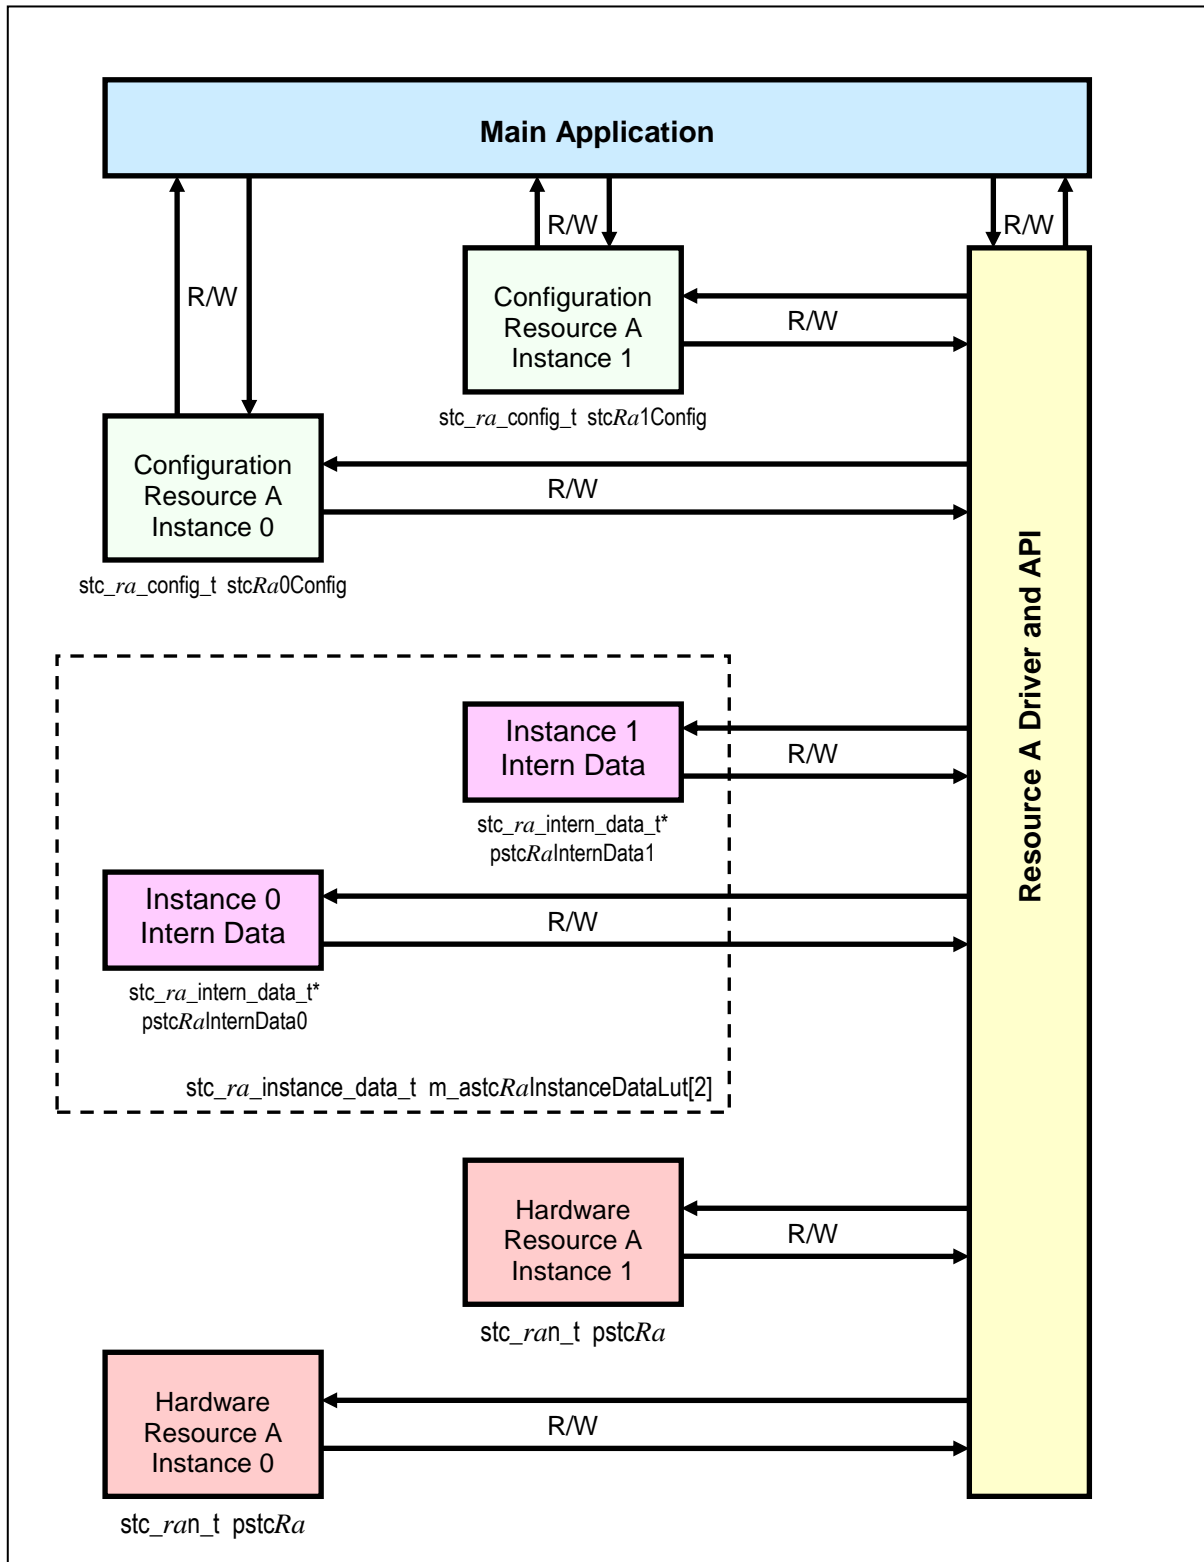 Main Application
R/W
R/W
R/W
Configuration
Resource A
Instance 1
R/W
stc_ra_config_t stcRa1Config
Configuration
Resource A
Instance 0
R/W
stc_ra_config_t stcRa0Config
Resource A Driver and API
Instance 1
Intern Data
R/W
stc_ra_intern_data_t*
pstcRaInternData1
Instance 0
Intern Data
R/W
stc_ra_intern_data_t*
pstcRaInternData0
stc_ra_instance_data_t m_astcRaInstanceDataLut[2]
Hardware
Resource A
Instance 1
R/W
stc_ran_t pstcRa
Hardware
Resource A
Instance 0
R/W
stc_ran_t pstcRa